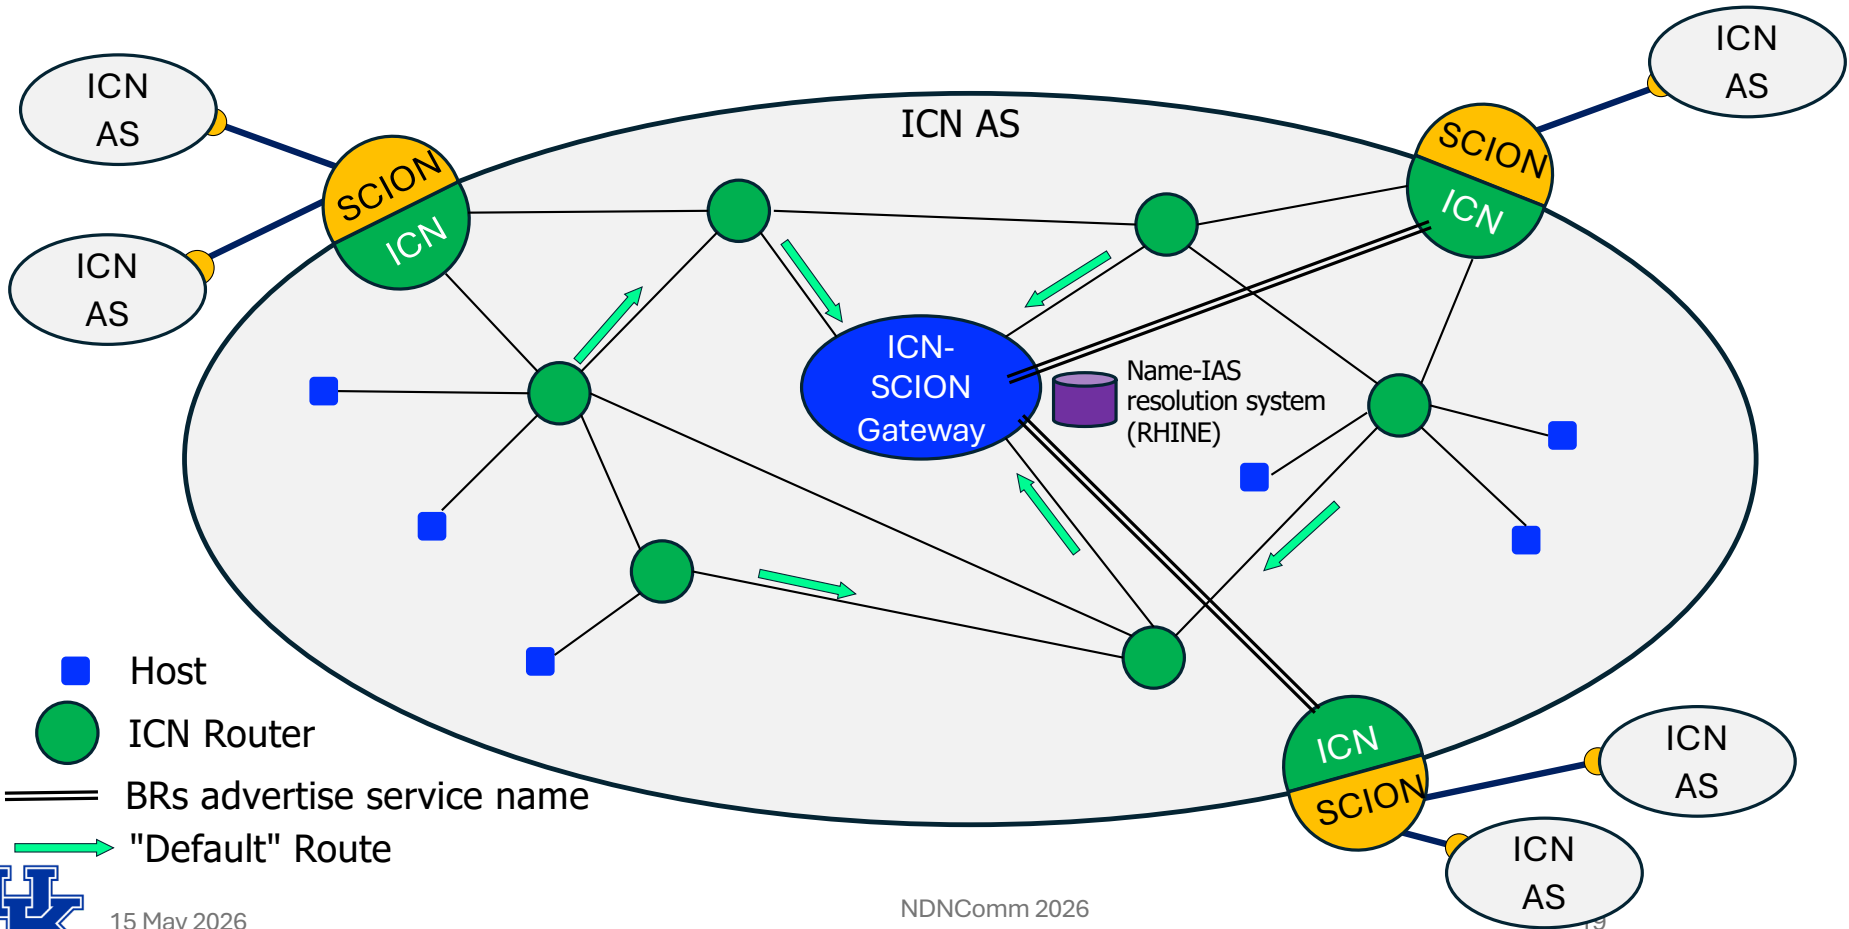 ICN
AS
ICN
AS
ICN AS
ICN
AS
SCION
ICN
SCION
ICN
ICN-
SCION
Gateway
Name-IAS
resolution system
(RHINE)
Host
ICN Router
BRs advertise service name
"Default" Route
ICN
SCION
ICN
AS
ICN
AS
15 May 2026
NDNComm 2026
19